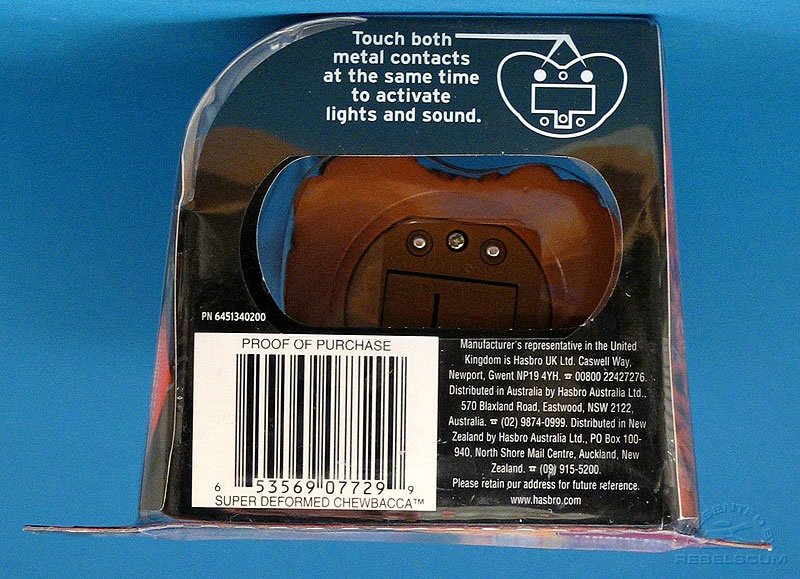 Touch both
metal contacts
at the same time
to activate
lights and sound.
PN 6451340200
PROOF OF PURCHASE
6 53569 07729 9
SUPER DEFORMED CHEWBACCA™
Manufacturer's representative in the United
Kingdom is Hasbro UK Ltd. Caswell Way,
Newport, Gwent NP19 4YH. ☎ 00800 22427276.
Distributed in Australia by Hasbro Australia Ltd.,
570 Blaxland Road, Eastwood, NSW 2122,
Australia. ☎ (02) 9874-0999. Distributed in New
Zealand by Hasbro Australia Ltd., PO Box 100-
940, North Shore Mail Centre, Auckland, New
Zealand. ☎ (09) 915-5200.
Please retain our address for future reference.
www.hasbro.com
REBELSCUM